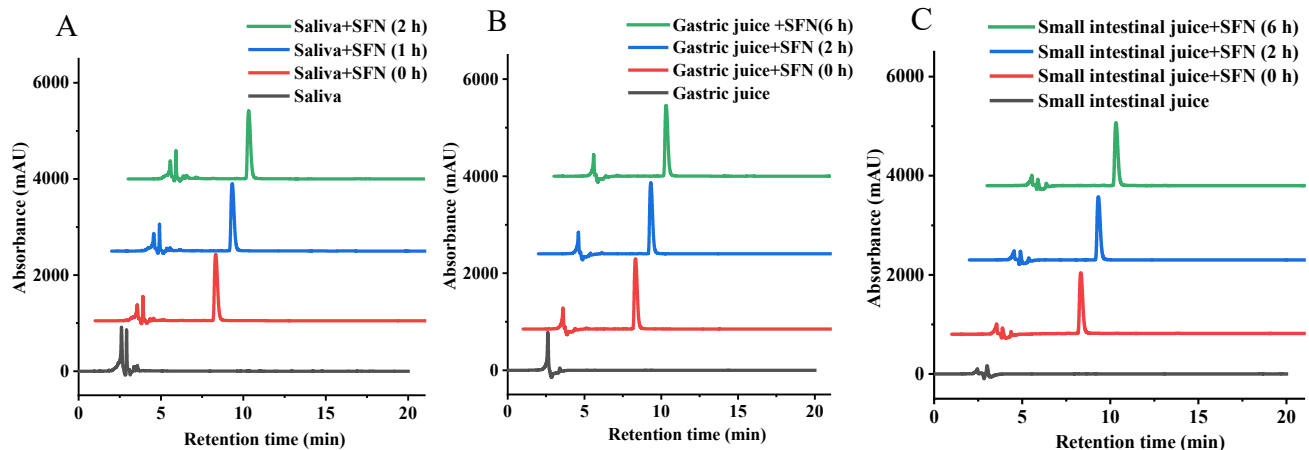 A
Saliva+SFN (2 h)
Saliva+SFN (1 h)
Saliva+SFN (0 h)
Saliva
6000
4000
2000
0
Absorbance (mAU)
0 5 10 15 20
Retention time (min)
B
Gastric juice +SFN(6 h)
Gastric juice+SFN (2 h)
Gastric juice+SFN (0 h)
Gastric juice
6000
4000
2000
0
Absorbance (mAU)
0 5 10 15 20
Retention time (min)
C
Small intestinal juice+SFN (6 h)
Small intestinal juice+SFN (2 h)
Small intestinal juice+SFN (0 h)
Small intestinal juice
6000
4000
2000
0
Absorbance (mAU)
0 5 10 15 20
Retention time (min)